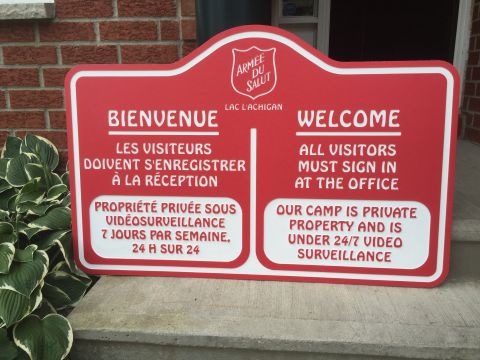 ARMÉE
DU
SALUT
LAC L'ACHIGAN
BIENVENUE
LES VISITEURS
DOIVENT S'ENREGISTRER
À LA RÉCEPTION
PROPRIÉTÉ PRIVÉE SOUS
VIDÉOSURVEILLANCE
7 JOURS PAR SEMAINE,
24 H SUR 24
WELCOME
ALL VISITORS
MUST SIGN IN
AT THE OFFICE
OUR CAMP IS PRIVATE
PROPERTY AND IS
UNDER 24/7 VIDEO
SURVEILLANCE